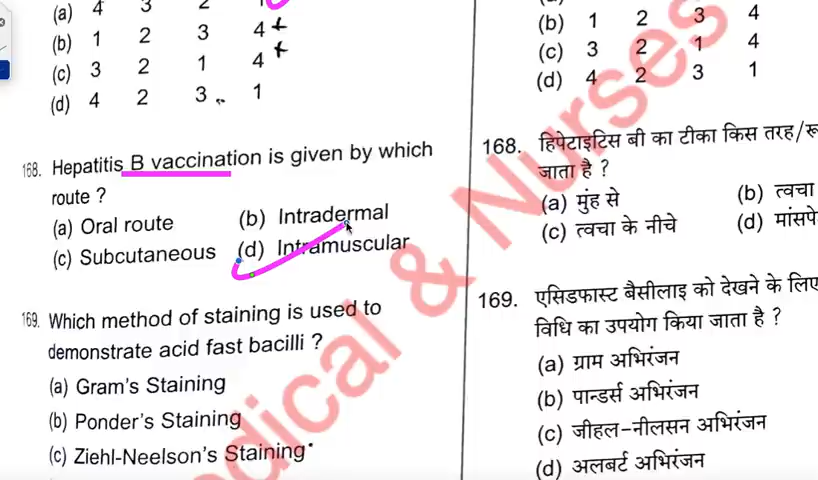 (a) 4 3 2
(b) 1 2 3 4
(c) 3 2 1 4
(d) 4 2 3 1
168. Hepatitis B vaccination is given by which
route ?
(a) Oral route (b) Intradermal
(c) Subcutaneous (d) Intramuscular
169. Which method of staining is used to
demonstrate acid fast bacilli ?
(a) Gram's Staining
(b) Ponder's Staining
(c) Ziehl-Neelson's Staining
(b) 1 2 3 4
(c) 3 2 1 4
(d) 4 2 3 1
168. हिपेटाइटिस बी का टीका किस तरह/रू
जाता है ?
(a) मुंह से (b) त्वचा
(c) त्वचा के नीचे (d) मांसपे
169. एसिडफास्ट बैसीलाइ को देखने के लिए
विधि का उपयोग किया जाता है ?
(a) ग्राम अभिरंजन
(b) पान्डर्स अभिरंजन
(c) जीहल-नीलसन अभिरंजन
(d) अलबर्ट अभिरंजन
edical & Nurses